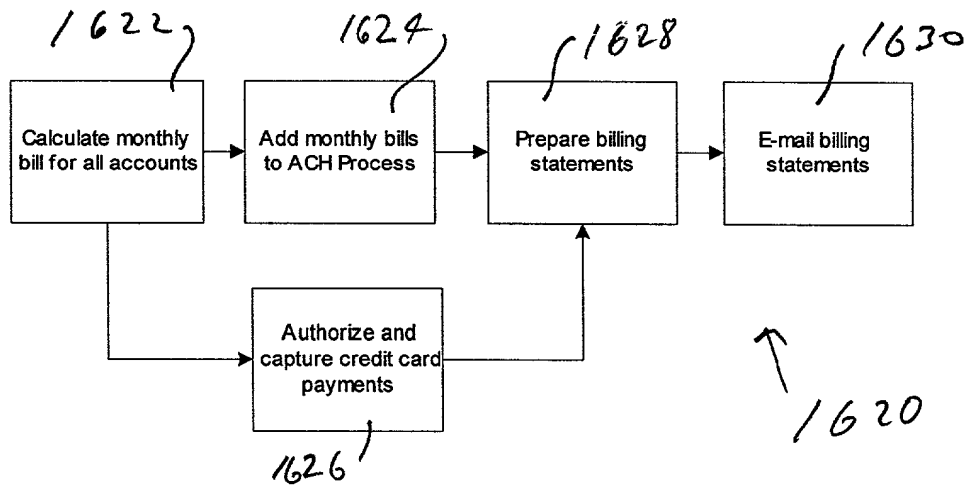 1622
1624
1628
1630
Calculate monthly
bill for all accounts
Add monthly bills
to ACH Process
Prepare billing
statements
E-mail billing
statements
Authorize and
capture credit card
payments
1626
1620